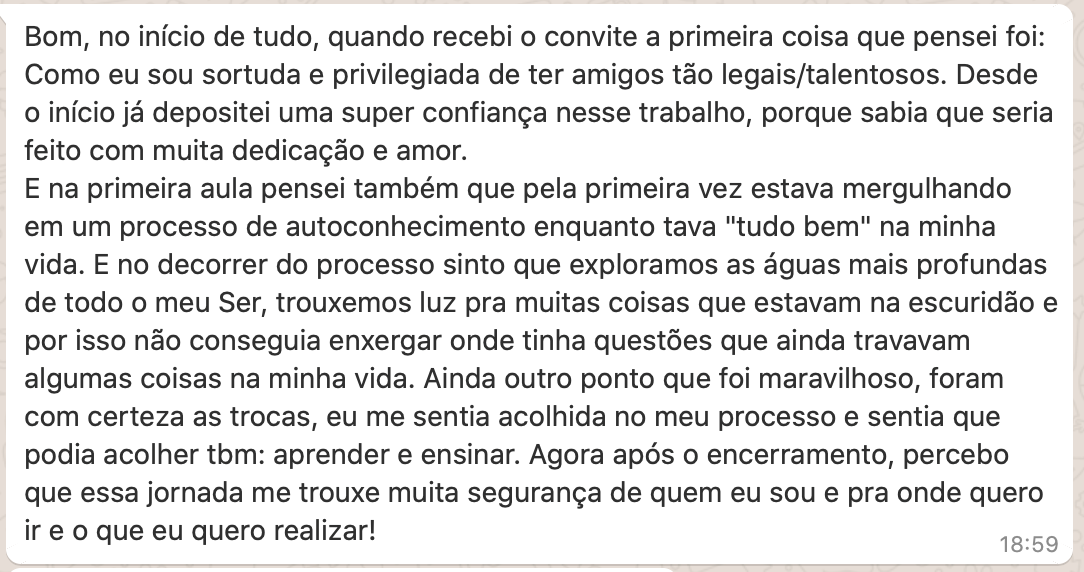 Bom, no início de tudo, quando recebi o convite a primeira coisa que pensei foi:
Como eu sou sortuda e privilegiada de ter amigos tão legais/talentosos. Desde
o início já depositei uma super confiança nesse trabalho, porque sabia que seria
feito com muita dedicação e amor.
E na primeira aula pensei também que pela primeira vez estava mergulhando
em um processo de autoconhecimento enquanto tava "tudo bem" na minha
vida. E no decorrer do processo sinto que exploramos as águas mais profundas
de todo o meu Ser, trouxemos luz pra muitas coisas que estavam na escuridão e
por isso não conseguia enxergar onde tinha questões que ainda travavam
algumas coisas na minha vida. Ainda outro ponto que foi maravilhoso, foram
com certeza as trocas, eu me sentia acolhida no meu processo e sentia que
podia acolher tbm: aprender e ensinar. Agora após o encerramento, percebo
que essa jornada me trouxe muita segurança de quem eu sou e pra onde quero
ir e o que eu quero realizar!
18:59